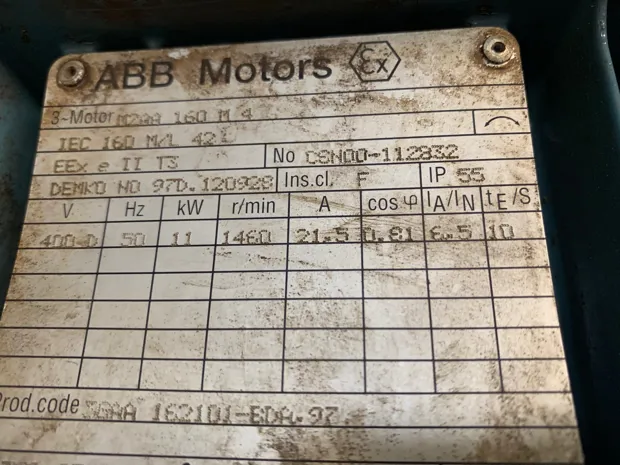 ABB Motors Ex
3~Motor M2AA 160 M 4
IEC 160 M/L 42
EEx e II T3 No CSN00-112832
DEMKO NO 97D.120928 Ins.cl. F IP 55
V Hz kW r/min A cos φ IA/IN tE/S
400-D 50 11 1460 21.5 0.81 6.5 10
Prod.code 162101-BDA.97